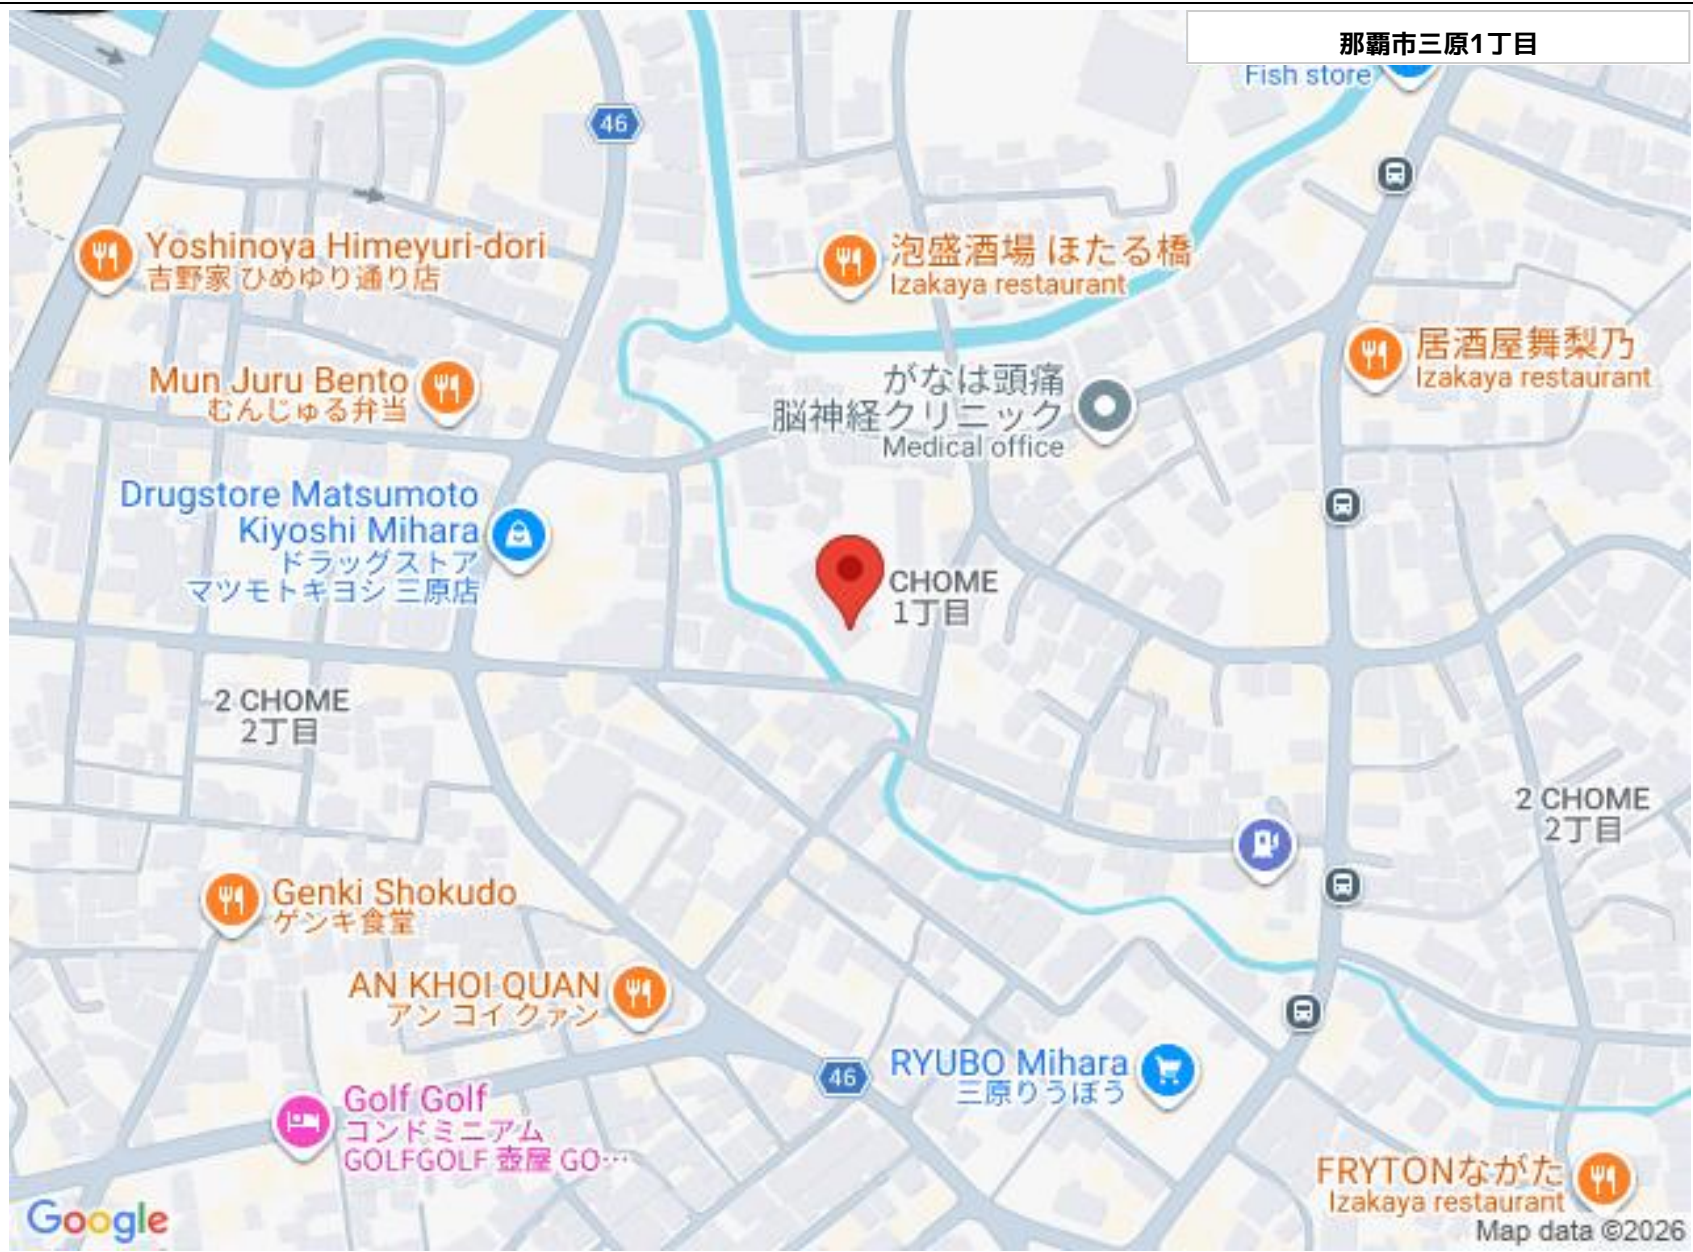 那覇市三原1丁目
Fish store
46
Yoshinoya Himeyuri-dori
吉野家 ひめゆり通り店
泡盛酒場 ほたる橋
Izakaya restaurant
居酒屋舞梨乃
Izakaya restaurant
Mun Juru Bento
むんじゅる弁当
がなは頭痛
脳神経クリニック
Medical office
Drugstore Matsumoto
Kiyoshi Mihara
ドラッグストア
マツモトキヨシ 三原店
CHOME
1丁目
2 CHOME
2丁目
2 CHOME
2丁目
Genki Shokudo
ゲンキ食堂
AN KHOI QUAN
アン コイ クァン
46
RYUBO Mihara
三原りうぼう
Golf Golf
コンドミニアム
GOLFGOLF 壺屋 GO…
FRYTONながた
Izakaya restaurant
Google
Map data ©2026